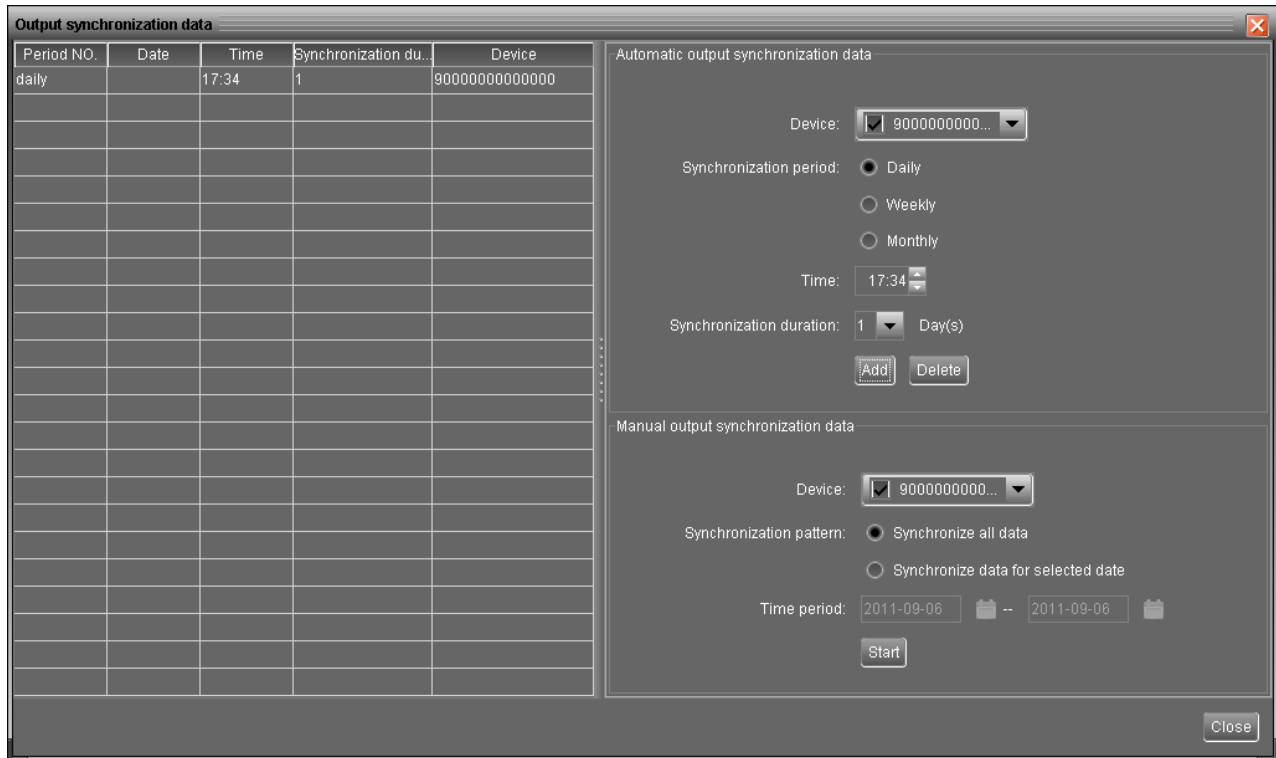 Output synchronization data
Period NO. Date Time Synchronization du... Device
daily 17:34 1 90000000000000
Automatic output synchronization data
Device: 9000000000...
Synchronization period: Daily
Weekly
Monthly
Time: 17:34
Synchronization duration: 1 Day(s)
Add Delete
Manual output synchronization data
Device: 9000000000...
Synchronization pattern: Synchronize all data
Synchronize data for selected date
Time period: 2011-09-06 -- 2011-09-06
Start
Close